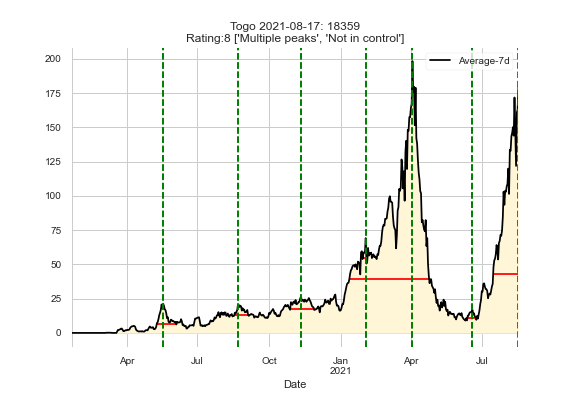 Togo 2021-08-17: 18359
Rating:8 ['Multiple peaks', 'Not in control']
Average-7d
200
175
150
125
100
75
50
25
0
Apr
Jul
Oct
Jan
2021
Apr
Jul
Date